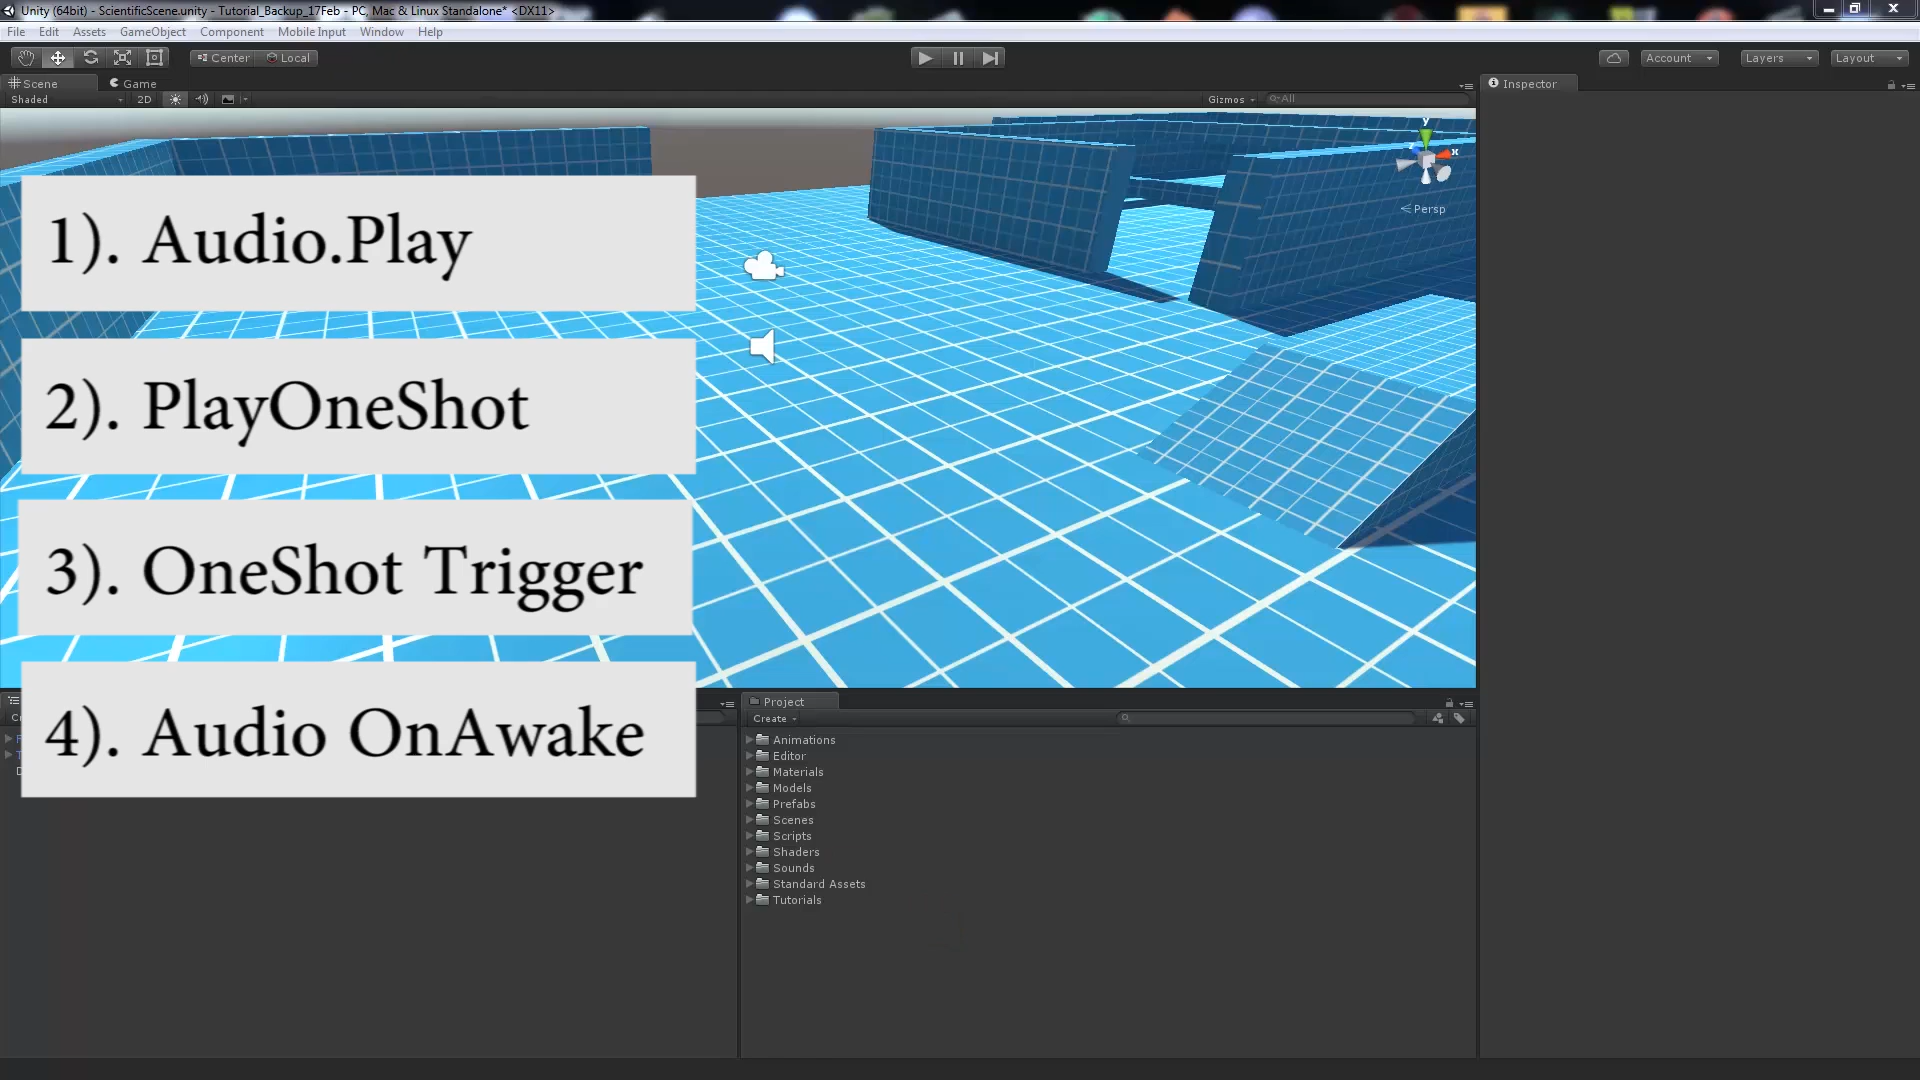 Unity (64bit) - ScientificScene.unity - Tutorial_Backup_17Feb - PC, Mac & Linux Standalone* <DX11>
File Edit Assets GameObject Component Mobile Input Window Help
Center Local Account Layers Layout
Scene Game Inspector
Shaded 2D Gizmos All
y
x
Persp
1). Audio.Play
2). PlayOneShot
3). OneShot Trigger
4). Audio OnAwake
Project
Create
Animations
Editor
Materials
Models
Prefabs
Scenes
Scripts
Shaders
Sounds
Standard Assets
Tutorials